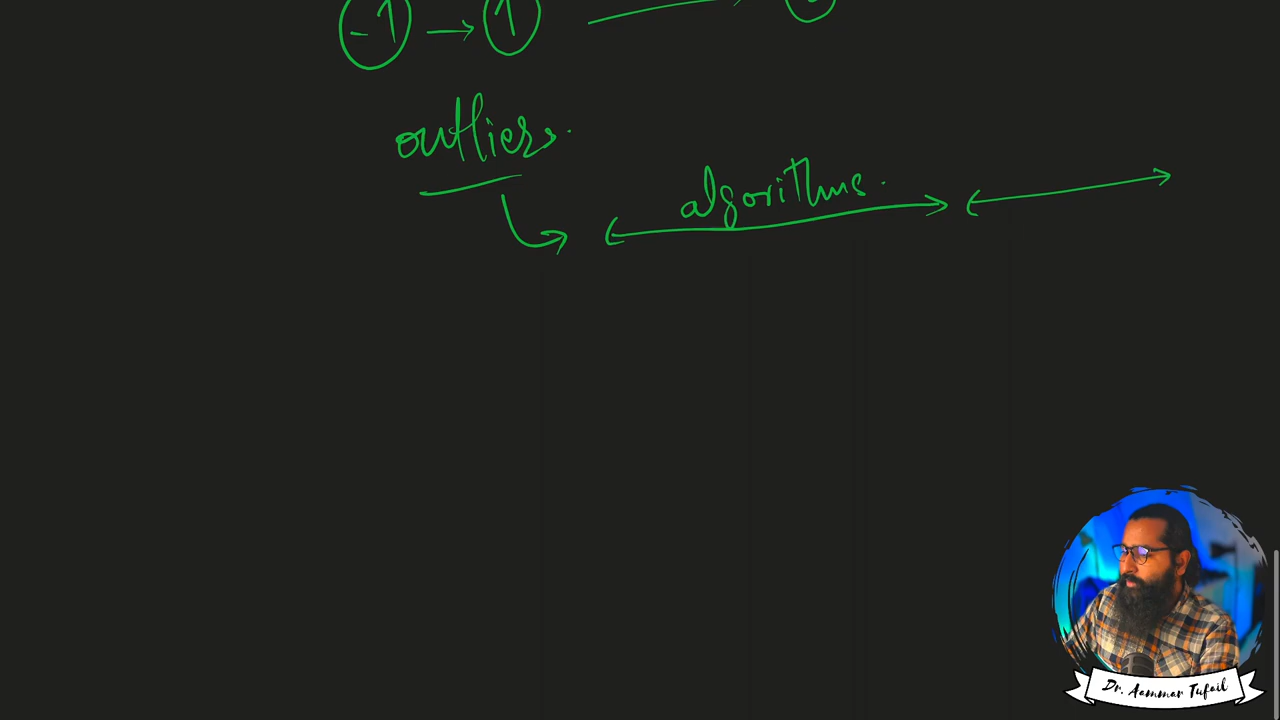 -1 → 1
outliers.
algorithms.
Dr. Aammar Tufail